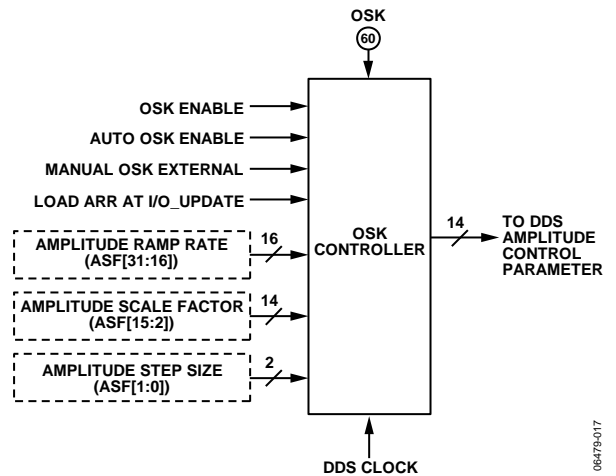 OSK
60
OSK ENABLE
AUTO OSK ENABLE
MANUAL OSK EXTERNAL
LOAD ARR AT I/O_UPDATE
AMPLITUDE RAMP RATE
(ASF[31:16])
16
AMPLITUDE SCALE FACTOR
(ASF[15:2])
14
AMPLITUDE STEP SIZE
(ASF[1:0])
2
OSK
CONTROLLER
14
TO DDS
AMPLITUDE
CONTROL
PARAMETER
DDS CLOCK
06479-017